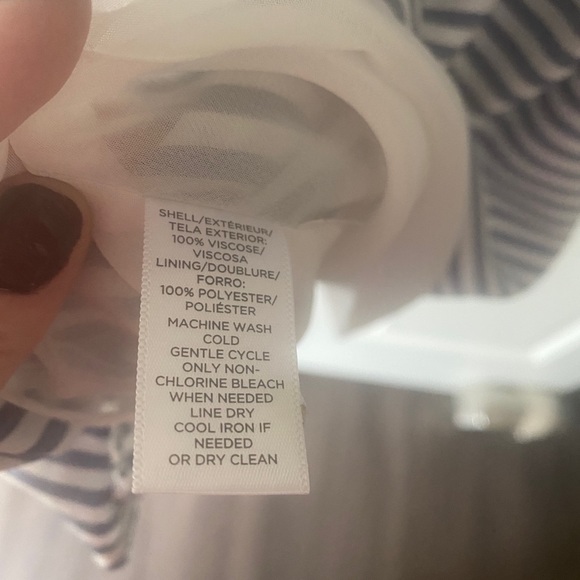 SHELL/EXTÉRIEUR/
TELA EXTERIOR:
100% VISCOSE/
VISCOSA
LINING/DOUBLURE/
FORRO:
100% POLYESTER/
POLIÉSTER
MACHINE WASH
COLD
GENTLE CYCLE
ONLY NON-
CHLORINE BLEACH
WHEN NEEDED
LINE DRY
COOL IRON IF
NEEDED
OR DRY CLEAN